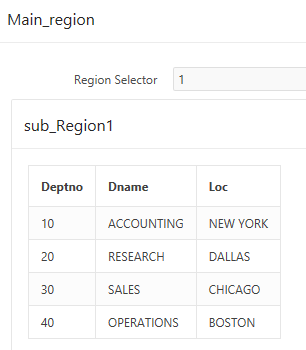 Main_region
Region Selector 1
sub_Region1
Deptno Dname Loc
10 ACCOUNTING NEW YORK
20 RESEARCH DALLAS
30 SALES CHICAGO
40 OPERATIONS BOSTON